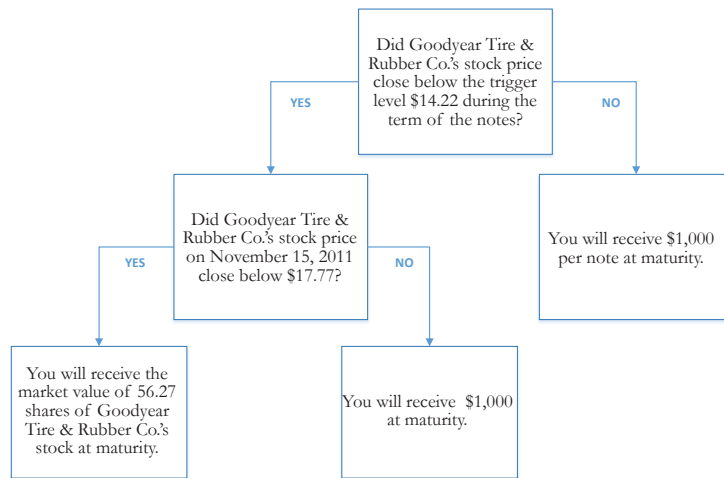 Did Goodyear Tire &
Rubber Co.'s stock price
close below the trigger
level $14.22 during the
term of the notes?
YES
NO
Did Goodyear Tire &
Rubber Co.'s stock price
on November 15, 2011
close below $17.77?
You will receive $1,000
per note at maturity.
YES
NO
You will receive the
market value of 56.27
shares of Goodyear
Tire & Rubber Co.'s
stock at maturity.
You will receive $1,000
at maturity.